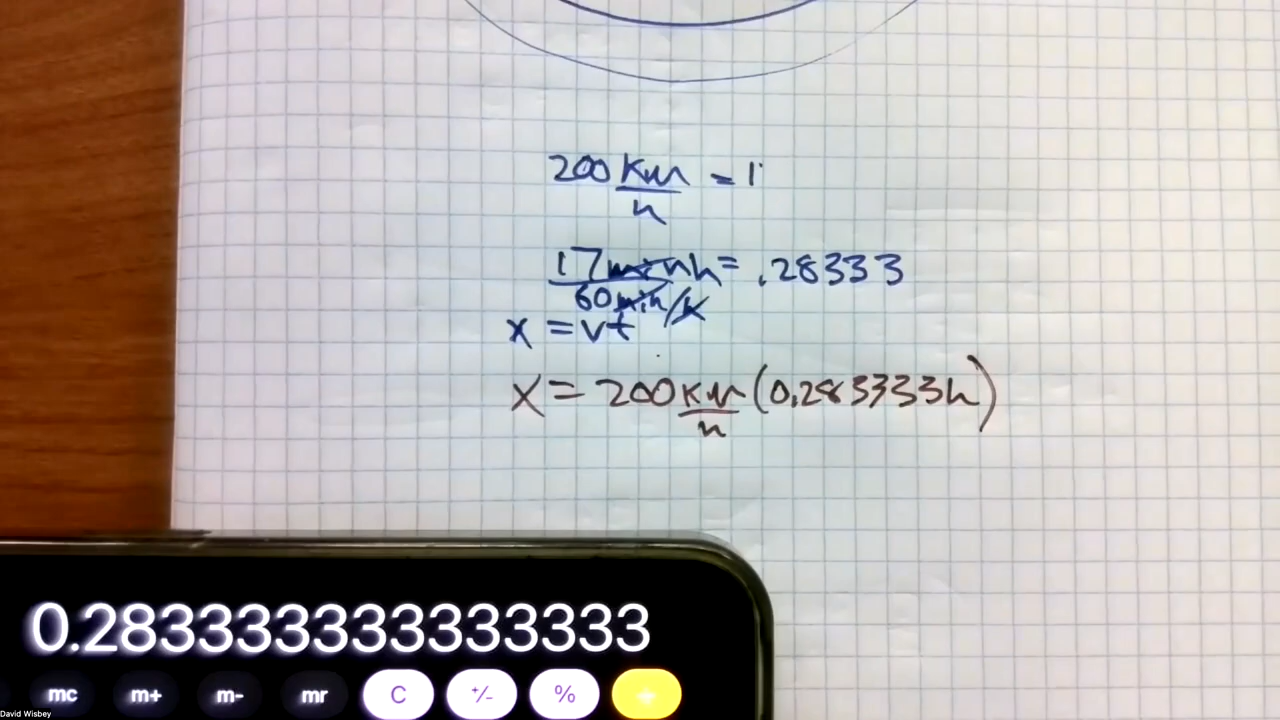 200 km/h = 1
17 min h = .28333
60 min/h
x = vt
x = 200 km/h (0.283333h)
0.2833333333333333
mc m+ m- mr C +/- % ÷
David Wisbey